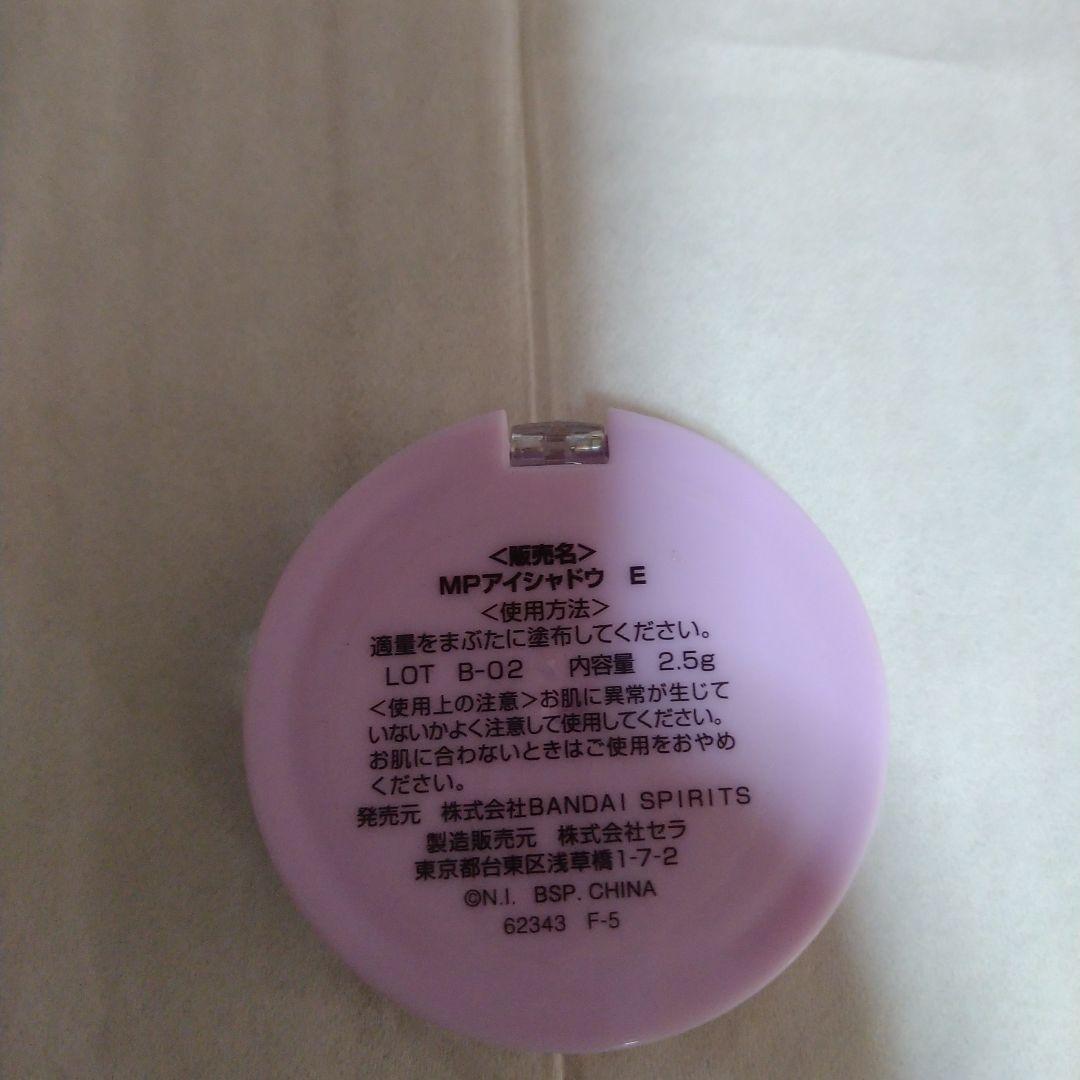 <販売名>
MPアイシャドウ E
<使用方法>
適量をまぶたに塗布してください。
LOT B-02 内容量 2.5g
<使用上の注意>お肌に異常が生じて
いないかよく注意して使用してください。
お肌に合わないときはご使用をおやめ
ください。
発売元 株式会社BANDAI SPIRITS
製造販売元 株式会社セラ
東京都台東区浅草橋1-7-2
©N.I. BSP. CHINA
62343 F-5